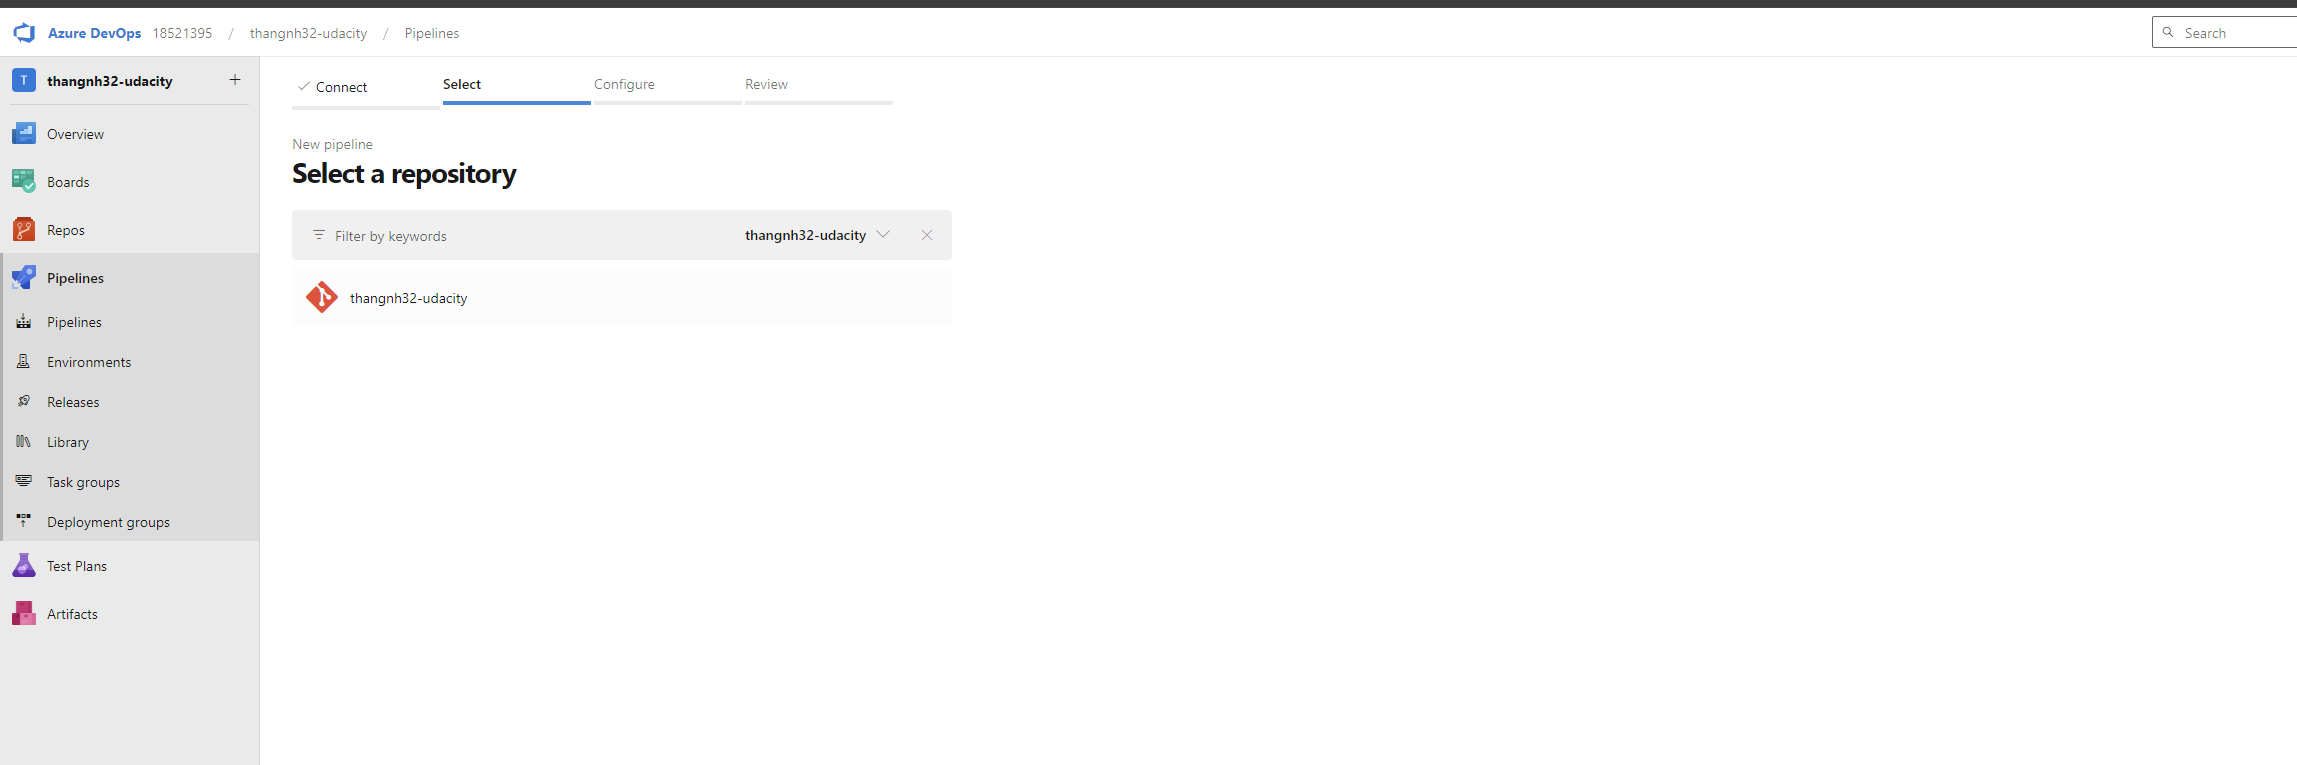 Azure DevOps 18521395 / thangnh32-udacity / Pipelines
Search
T thangnh32-udacity +
Overview
Boards
Repos
Pipelines
Pipelines
Environments
Releases
Library
Task groups
Deployment groups
Test Plans
Artifacts
Connect Select Configure Review
New pipeline
Select a repository
Filter by keywords thangnh32-udacity
thangnh32-udacity